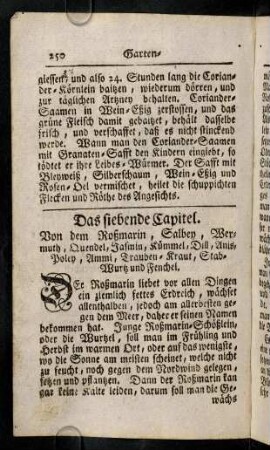 250 Garten-
giessen, und also 24. Stunden lang die Corian-
der-Körnlein baitzen, wiederum dörren, und
zur täglichen Artzney behalten. Coriander-
Saamen in Wein-Eßig zerstossen, und das
grüne Fleisch damit gebaitzet, behält dasselbe
frisch, und verschaffet, daß es nicht stinckend
werde. Wann man den Coriander-Saamen
mit Granaten-Safft den Kindern eingiebt, so
tödtet er ihre Leibes-Würmer. Der Safft mit
Bleyweiß, Silberschaum, Wein-Eßig und
Rosen-Oel vermischet, heilet die schuppichten
Flecken und Röthe des Angesichts.
Das siebende Capitel.
Von dem Roßmarin, Salbey, Wer-
muth, Quendel, Jasmin, Kümmel, Dill, Anis,
Poley, Ammi, Trauben-Kraut, Stab-
Wurtz und Fenchel.
Der Roßmarin liebet vor allen Dingen
ein ziemlich fettes Erdreich, wächset
allenthalben, jedoch am allerbesten ge-
gen dem Meer, daher er seinen Namen
bekommen hat. Junge Roßmarin-Schößlein,
oder die Wurtzel, soll man im Frühling und
Herbst im warmen Ort, oder auf das wenigste,
wo die Sonne am meisten scheinet, welche nicht
zu feucht, noch gegen dem Nordwind gelegen,
setzen und pflantzen. Dann der Roßmarin kan
gar keine Kälte leiden, darum soll man die Ge-
wächs